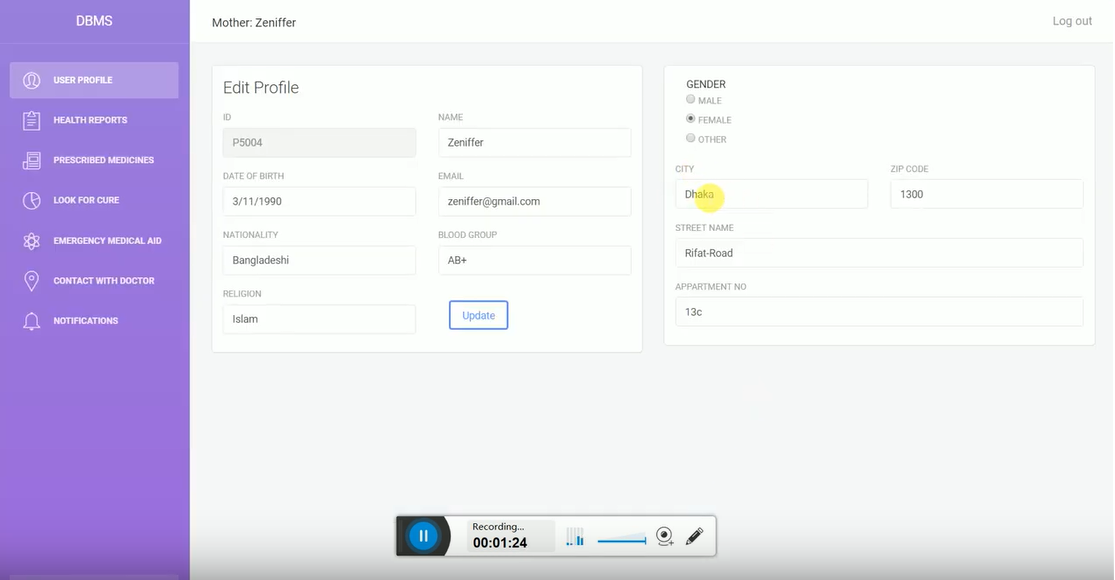 DBMS
Mother: Zeniffer
Log out
USER PROFILE
HEALTH REPORTS
PRESCRIBED MEDICINES
LOOK FOR CURE
EMERGENCY MEDICAL AID
CONTACT WITH DOCTOR
NOTIFICATIONS
Edit Profile
ID
NAME
P5004
Zeniffer
DATE OF BIRTH
EMAIL
3/11/1990
zeniffer@gmail.com
NATIONALITY
BLOOD GROUP
Bangladeshi
AB+
RELIGION
Islam
Update
GENDER
MALE
FEMALE
OTHER
CITY
ZIP CODE
Dhaka
1300
STREET NAME
Rifat-Road
APPARTMENT NO
13c
Recording...
00:01:24